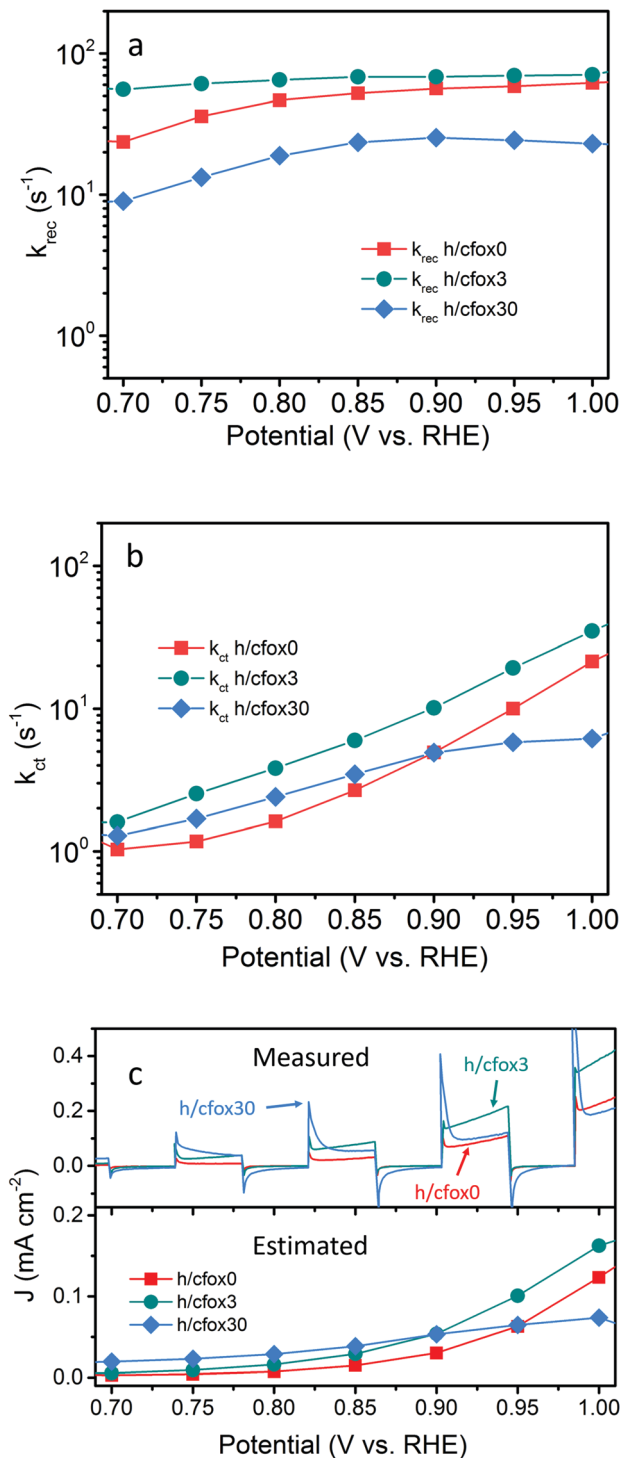 a
10²
10¹
10⁰
k_rec (s⁻¹)
k_rec h/cfox0
k_rec h/cfox3
k_rec h/cfox30
0.70 0.75 0.80 0.85 0.90 0.95 1.00
Potential (V vs. RHE)
b
10²
10¹
10⁰
k_ct (s⁻¹)
k_ct h/cfox0
k_ct h/cfox3
k_ct h/cfox30
0.70 0.75 0.80 0.85 0.90 0.95 1.00
Potential (V vs. RHE)
c
Measured
0.4
0.2
0.0
h/cfox30
h/cfox3
h/cfox0
J (mA cm⁻²)
0.2
0.1
0.0
Estimated
h/cfox0
h/cfox3
h/cfox30
0.70 0.75 0.80 0.85 0.90 0.95 1.00
Potential (V vs. RHE)